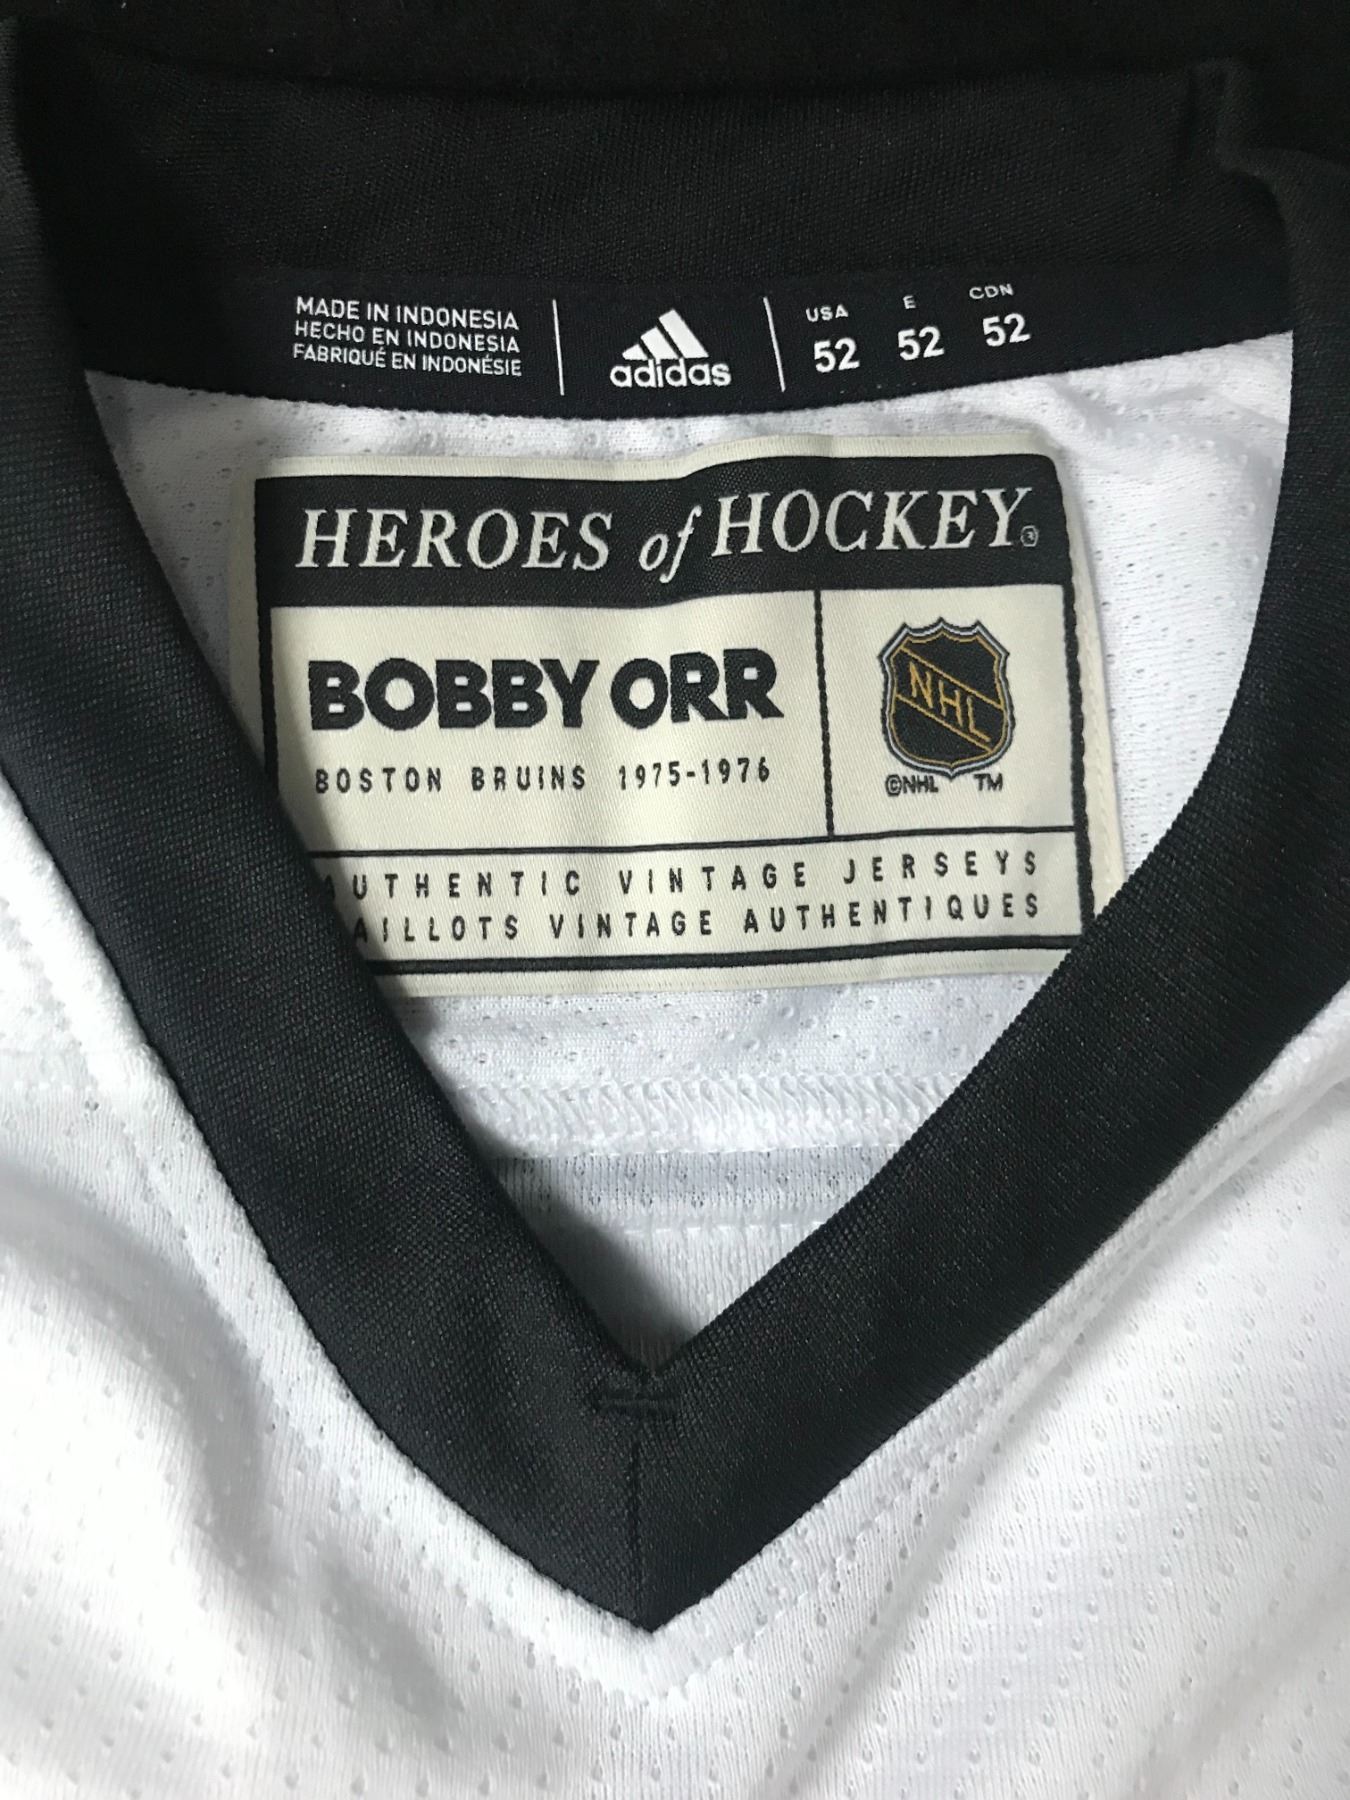 MADE IN INDONESIA
HECHO EN INDONESIA
FABRIQUÉ EN INDONÉSIE
adidas
USA E CDN
52 52 52
HEROES of HOCKEY®
BOBBY ORR
BOSTON BRUINS 1975-1976
NHL
©NHL TM
AUTHENTIC VINTAGE JERSEYS
AILLOTS VINTAGE AUTHENTIQUES